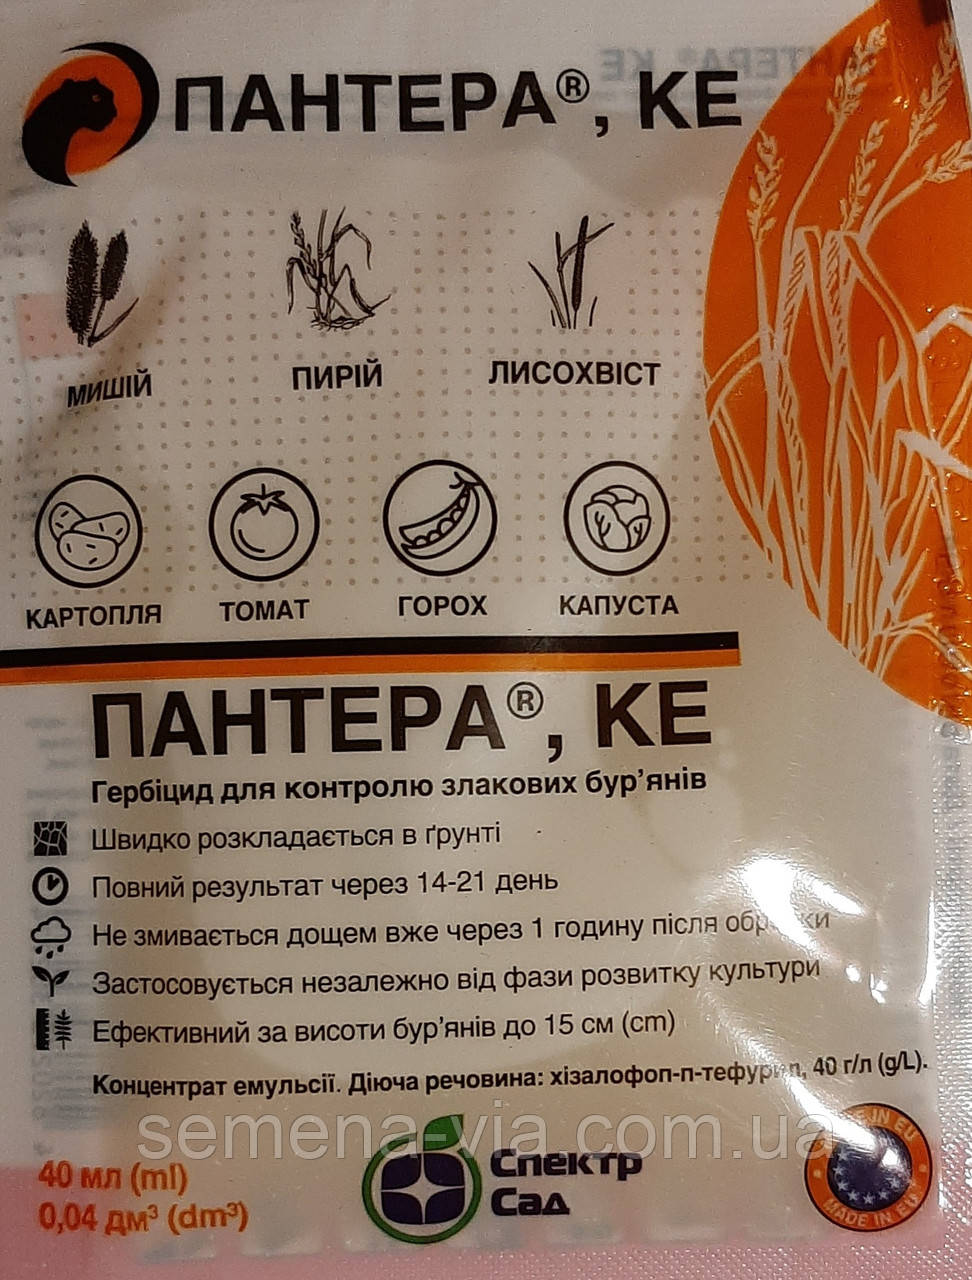 ПАНТЕРА®, КЕ
МИШІЙ
ПИРІЙ
ЛИСОХВІСТ
КАРТОПЛЯ
ТОМАТ
ГОРОХ
КАПУСТА
ПАНТЕРА®, КЕ
Гербіцид для контролю злакових бур’янів
Швидко розкладається в ґрунті
Повний результат через 14-21 день
Не змивається дощем вже через 1 годину після
Застосовується незалежно від фази розвитку культури
Ефективний за висоти бур’янів до 15 см (cm)
Концентрат емульсії. Діюча речовина: хізалофоп-п-тефурил, 40 г/л (g/L).
semena-via.com.ua
40 мл (ml)
0,04 дм³ (dm³)
Спектр
Сад
IN EU
MADE IN EU